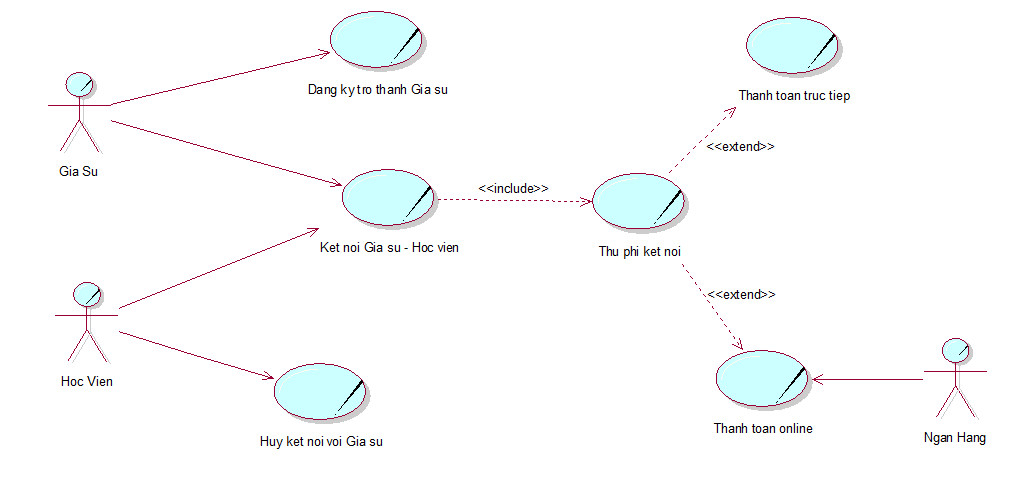 Dang ky tro thanh Gia su
Thanh toan truc tiep
<<extend>>
Gia Su
<<include>>
Ket noi Gia su - Hoc vien
Thu phi ket noi
<<extend>>
Hoc Vien
Thanh toan online
Huy ket noi voi Gia su
Ngan Hang